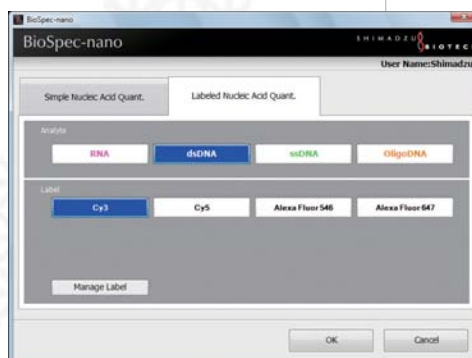 BioSpec-nano
BioSpec-nano
SHIMADZU BIOTECH
User Name:Shimadzu
Simple Nucleic Acid Quant.
Labeled Nucleic Acid Quant.
Analyte
RNA dsDNA ssDNA OligoDNA
Label
Cy3 Cy5 Alexa Fluor 546 Alexa Fluor 647
Manage Label
OK Cancel